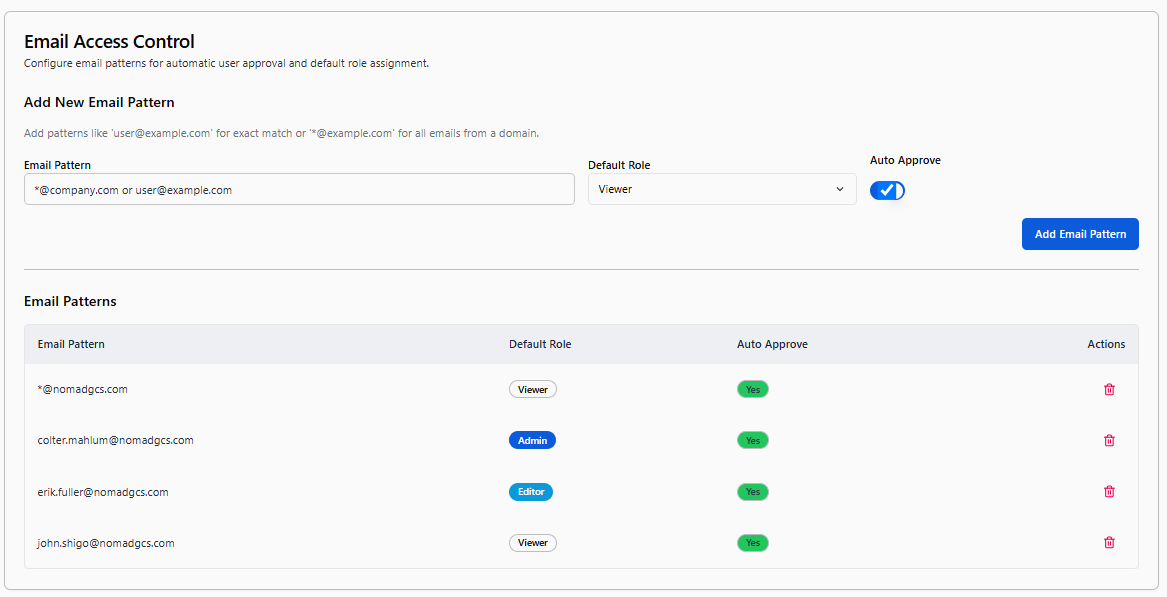 Email Access Control
Configure email patterns for automatic user approval and default role assignment.
Add New Email Pattern
Add patterns like 'user@example.com' for exact match or '*@example.com' for all emails from a domain.
Email Pattern
*@company.com or user@example.com
Default Role
Viewer
Auto Approve
Add Email Pattern
Email Patterns
Email Pattern Default Role Auto Approve Actions
*@nomadgcs.com Viewer Yes
colter.mahlum@nomadgcs.com Admin Yes
erik.fuller@nomadgcs.com Editor Yes
john.shigo@nomadgcs.com Viewer Yes